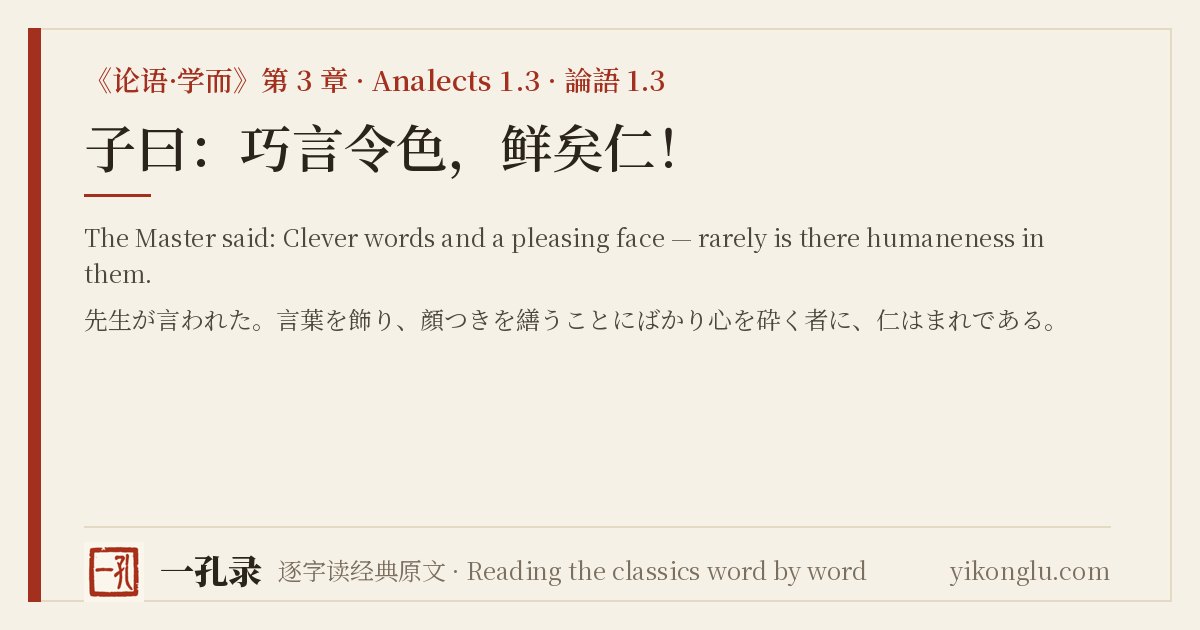 《论语·学而》第 3 章 · Analects 1.3 · 論語 1.3
子曰：巧言令色，鲜矣仁！
The Master said: Clever words and a pleasing face — rarely is there humaneness in
them.
先生が言われた。言葉を飾り、顔つきを繕うことにばかり心を砕く者に、仁はまれである。
一孔
一孔录 逐字读经典原文 · Reading the classics word by word yikonglu.com